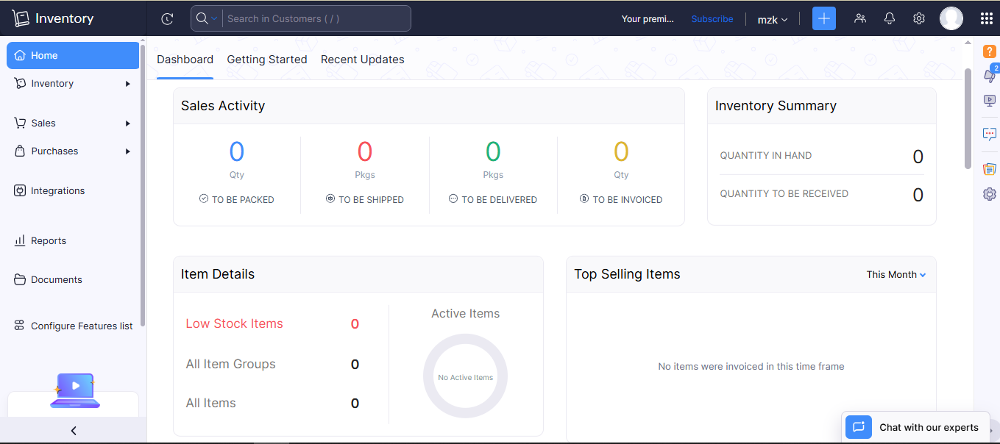 Inventory
Search in Customers ( / )
Your premi...
Subscribe
mzk
Home
Inventory
Sales
Purchases
Integrations
Reports
Documents
Configure Features list
Dashboard Getting Started Recent Updates
Sales Activity
0 0 0 0
Qty Pkgs Pkgs Qty
TO BE PACKED TO BE SHIPPED TO BE DELIVERED TO BE INVOICED
Inventory Summary
QUANTITY IN HAND 0
QUANTITY TO BE RECEIVED 0
Item Details
Low Stock Items 0
All Item Groups 0
All Items 0
Active Items
No Active Items
Top Selling Items This Month
No items were invoiced in this time frame
?
2
Chat with our experts